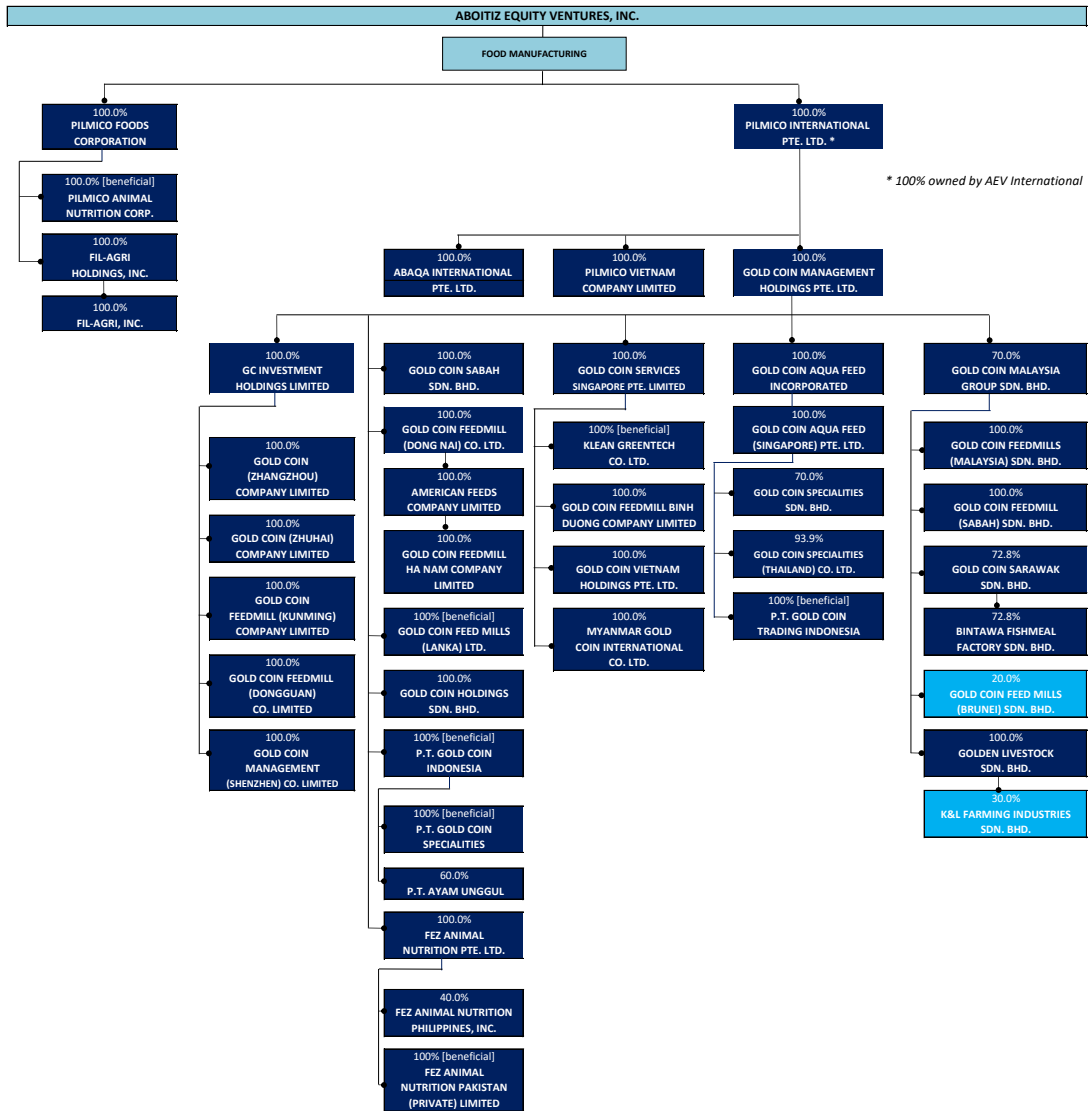 ABOITIZ EQUITY VENTURES, INC.
FOOD MANUFACTURING
100.0%
PILMICO FOODS
CORPORATION
100.0% [beneficial]
PILMICO ANIMAL
NUTRITION CORP.
100.0%
FIL-AGRI
HOLDINGS, INC.
100.0%
FIL-AGRI, INC.
100.0%
PILMICO INTERNATIONAL
PTE. LTD. *
* 100% owned by AEV International
100.0%
ABAQA INTERNATIONAL
PTE. LTD.
100.0%
PILMICO VIETNAM
COMPANY LIMITED
100.0%
GOLD COIN MANAGEMENT
HOLDINGS PTE. LTD.
100.0%
GC INVESTMENT
HOLDINGS LIMITED
100.0%
GOLD COIN
(ZHANGZHOU)
COMPANY LIMITED
100.0%
GOLD COIN (ZHUHAI)
COMPANY LIMITED
100.0%
GOLD COIN
FEEDMILL (KUNMING)
COMPANY LIMITED
100.0%
GOLD COIN FEEDMILL
(DONGGUAN)
CO. LIMITED
100.0%
GOLD COIN
MANAGEMENT
(SHENZHEN) CO. LIMITED
100.0%
GOLD COIN SABAH
SDN. BHD.
100.0%
GOLD COIN FEEDMILL
(DONG NAI) CO. LTD.
100.0%
AMERICAN FEEDS
COMPANY LIMITED
100.0%
GOLD COIN FEEDMILL
HA NAM COMPANY
LIMITED
100% [beneficial]
GOLD COIN FEED MILLS
(LANKA) LTD.
100.0%
GOLD COIN HOLDINGS
SDN. BHD.
100% [beneficial]
P.T. GOLD COIN
INDONESIA
100% [beneficial]
P.T. GOLD COIN
SPECIALITIES
60.0%
P.T. AYAM UNGGUL
100.0%
FEZ ANIMAL
NUTRITION PTE. LTD.
40.0%
FEZ ANIMAL NUTRITION
PHILIPPINES, INC.
100% [beneficial]
FEZ ANIMAL
NUTRITION PAKISTAN
(PRIVATE) LIMITED
100.0%
GOLD COIN SERVICES
SINGAPORE PTE. LIMITED
100% [beneficial]
KLEAN GREENTECH
CO. LTD.
100.0%
GOLD COIN FEEDMILL BINH
DUONG COMPANY LIMITED
100.0%
GOLD COIN VIETNAM
HOLDINGS PTE. LTD.
100.0%
MYANMAR GOLD
COIN INTERNATIONAL
CO. LTD.
100.0%
GOLD COIN AQUA FEED
INCORPORATED
100.0%
GOLD COIN AQUA FEED
(SINGAPORE) PTE. LTD.
70.0%
GOLD COIN SPECIALITIES
SDN. BHD.
93.9%
GOLD COIN SPECIALITIES
(THAILAND) CO. LTD.
100% [beneficial]
P.T. GOLD COIN
TRADING INDONESIA
70.0%
GOLD COIN MALAYSIA
GROUP SDN. BHD.
100.0%
GOLD COIN FEEDMILLS
(MALAYSIA) SDN. BHD.
100.0%
GOLD COIN FEEDMILL
(SABAH) SDN. BHD.
72.8%
GOLD COIN SARAWAK
SDN. BHD.
72.8%
BINTAWA FISHMEAL
FACTORY SDN. BHD.
20.0%
GOLD COIN FEED MILLS
(BRUNEI) SDN. BHD.
100.0%
GOLDEN LIVESTOCK
SDN. BHD.
30.0%
K&L FARMING INDUSTRIES
SDN. BHD.